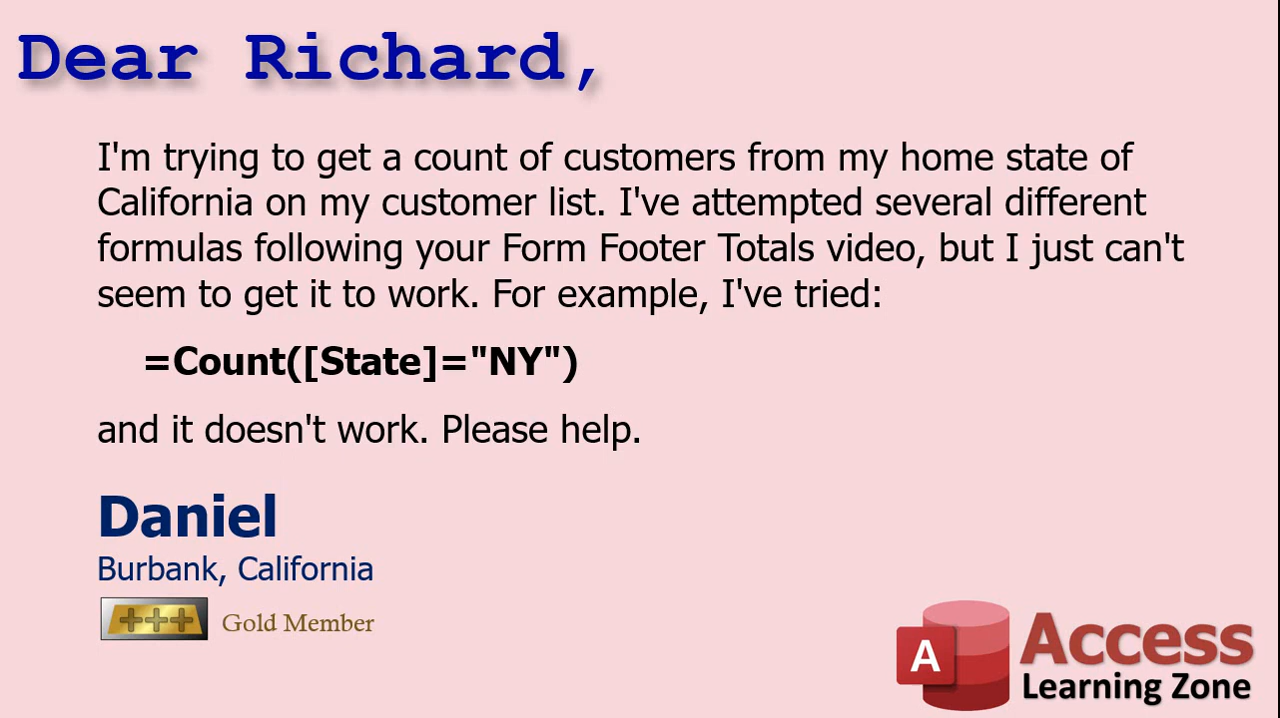 Dear Richard,
I'm trying to get a count of customers from my home state of
California on my customer list. I've attempted several different
formulas following your Form Footer Totals video, but I just can't
seem to get it to work. For example, I've tried:
=Count([State]="NY")
and it doesn't work. Please help.
Daniel
Burbank, California
+++ Gold Member
A Access
Learning Zone